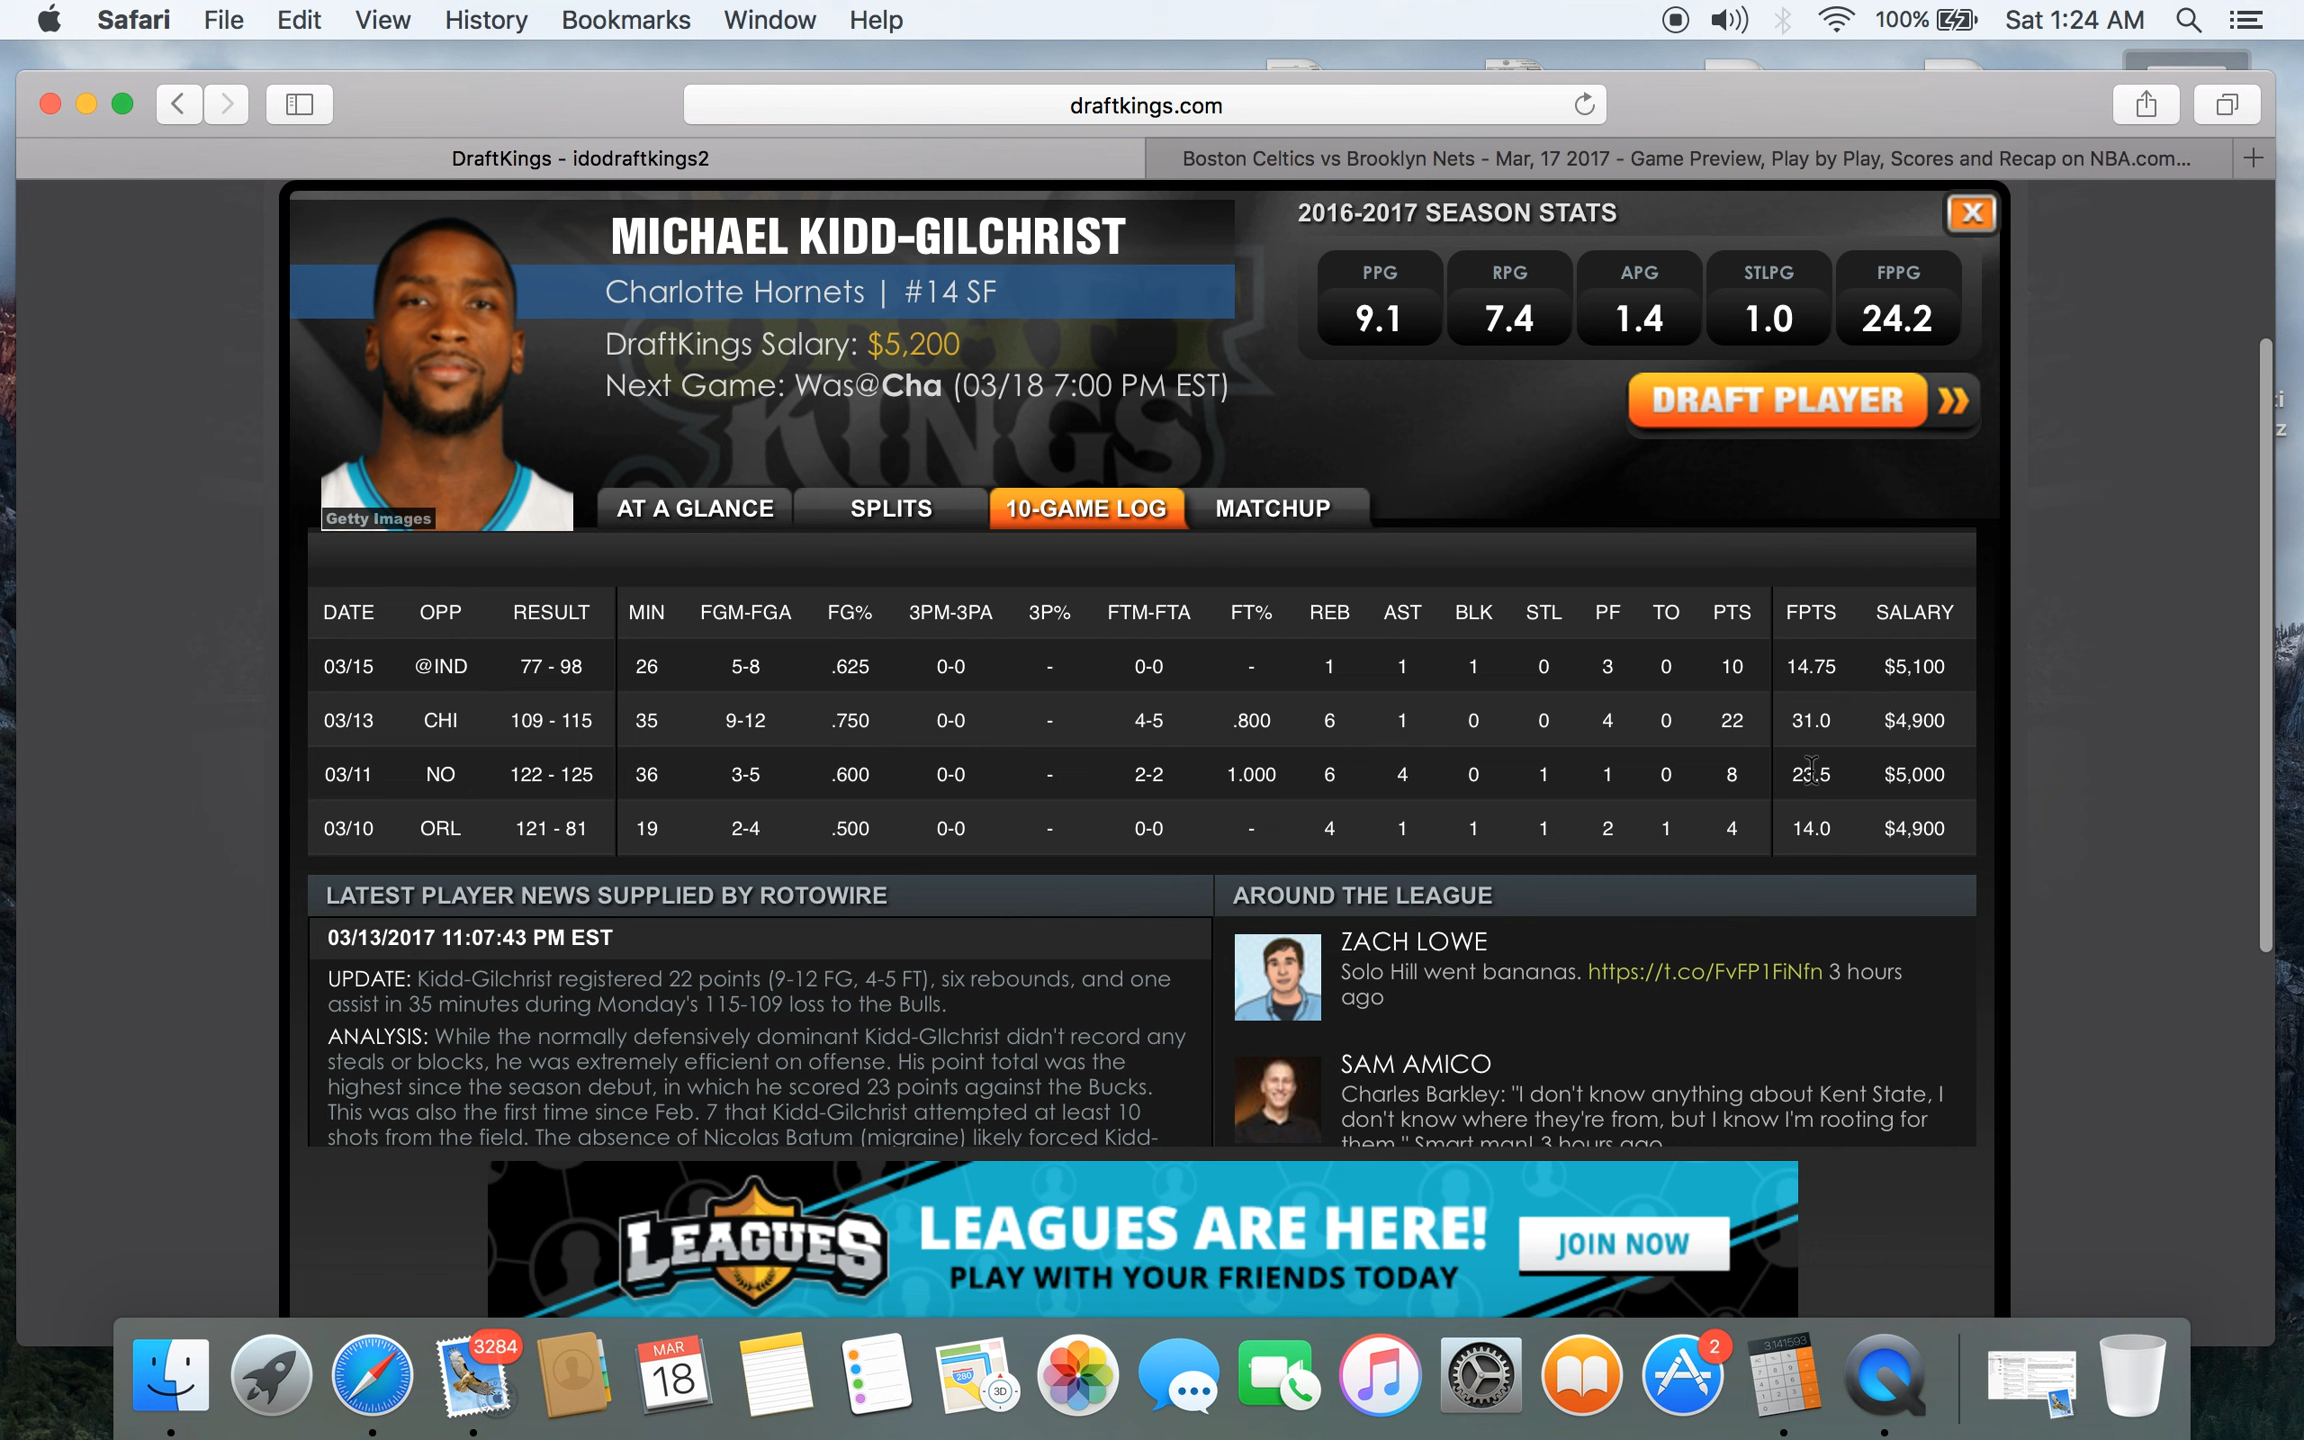 Safari File Edit View History Bookmarks Window Help 100% Sat 1:24 AM
draftkings.com
DraftKings - idodraftkings2 Boston Celtics vs Brooklyn Nets - Mar, 17 2017 - Game Preview, Play by Play, Scores and Recap on NBA.com...
MICHAEL KIDD-GILCHRIST
Charlotte Hornets | #14 SF
DraftKings Salary: $5,200
Next Game: Was@Cha (03/18 7:00 PM EST)
KINGS
Getty Images
2016-2017 SEASON STATS
X
PPG RPG APG STLPG FPPG
9.1 7.4 1.4 1.0 24.2
DRAFT PLAYER
AT A GLANCE SPLITS 10-GAME LOG MATCHUP
DATE OPP RESULT MIN FGM-FGA FG% 3PM-3PA 3P% FTM-FTA FT% REB AST BLK STL PF TO PTS FPTS SALARY
03/15 @IND 77 - 98 26 5-8 .625 0-0 - 0-0 - 1 1 1 0 3 0 10 14.75 $5,100
03/13 CHI 109 - 115 35 9-12 .750 0-0 - 4-5 .800 6 1 0 0 4 0 22 31.0 $4,900
03/11 NO 122 - 125 36 3-5 .600 0-0 - 2-2 1.000 6 4 0 1 1 0 8 23.5 $5,000
03/10 ORL 121 - 81 19 2-4 .500 0-0 - 0-0 - 4 1 1 1 2 1 4 14.0 $4,900
LATEST PLAYER NEWS SUPPLIED BY ROTOWIRE
03/13/2017 11:07:43 PM EST
UPDATE: Kidd-Gilchrist registered 22 points (9-12 FG, 4-5 FT), six rebounds, and one
assist in 35 minutes during Monday's 115-109 loss to the Bulls.
ANALYSIS: While the normally defensively dominant Kidd-GIlchrist didn't record any
steals or blocks, he was extremely efficient on offense. His point total was the
highest since the season debut, in which he scored 23 points against the Bucks.
This was also the first time since Feb. 7 that Kidd-Gilchrist attempted at least 10
shots from the field. The absence of Nicolas Batum (migraine) likely forced Kidd-
AROUND THE LEAGUE
ZACH LOWE
Solo Hill went bananas. https://t.co/FvFP1FiNfn 3 hours
ago
SAM AMICO
Charles Barkley: "I don't know anything about Kent State, I
don't know where they're from, but I know I'm rooting for
them." Smart man! 3 hours ago
LEAGUES
LEAGUES ARE HERE!
PLAY WITH YOUR FRIENDS TODAY
JOIN NOW
3284
MAR
18
280
3D
2
3.141593